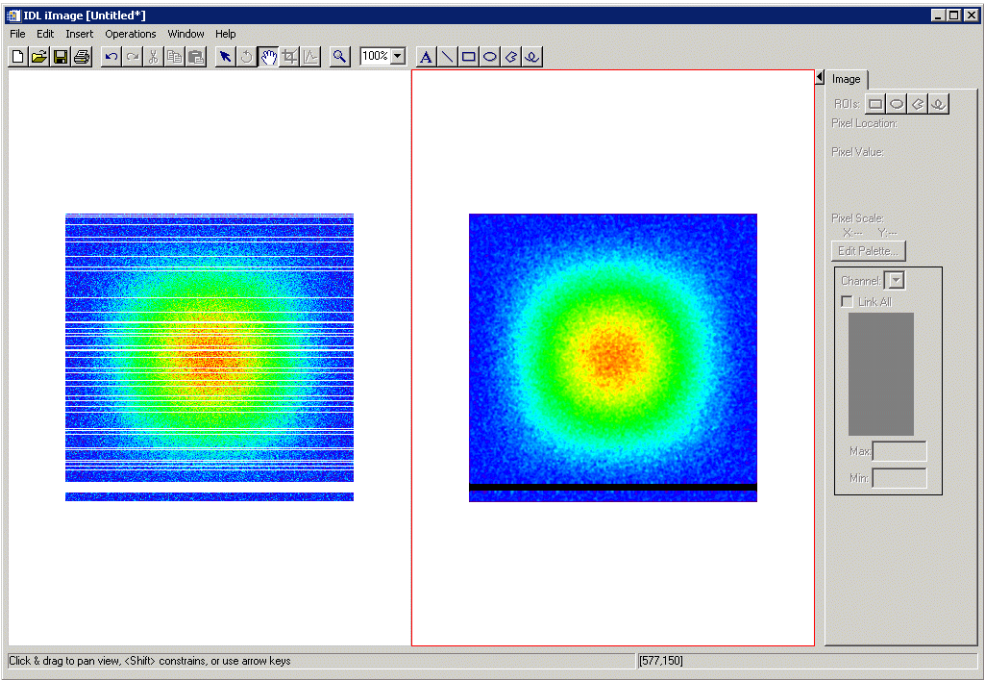 IDL iImage [Untitled*]
File Edit Insert Operations Window Help
100% A
Image
ROIs:
Pixel Location:
Pixel Value:
Pixel Scale:
X:--- Y:---
Edit Palette...
Channel:
Link All
Max:
Min:
Click & drag to pan view, <Shift> constrains, or use arrow keys [577,150]